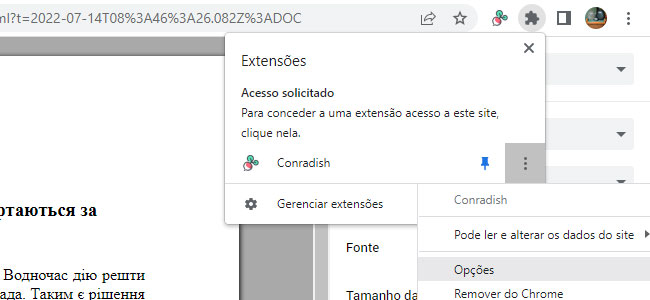 ml?t=2022-07-14T08%3A46%3A26.082Z%3ADOC
Extensões
Acesso solicitado
Para conceder a uma extensão acesso a este site,
clique nela.
Conradish
Gerenciar extensões
Conradish
Pode ler e alterar os dados do site
Opções
Remover do Chrome
ртаються за
Водночас дію решти
ада. Таким є рішення
Fonte
Tamanho da